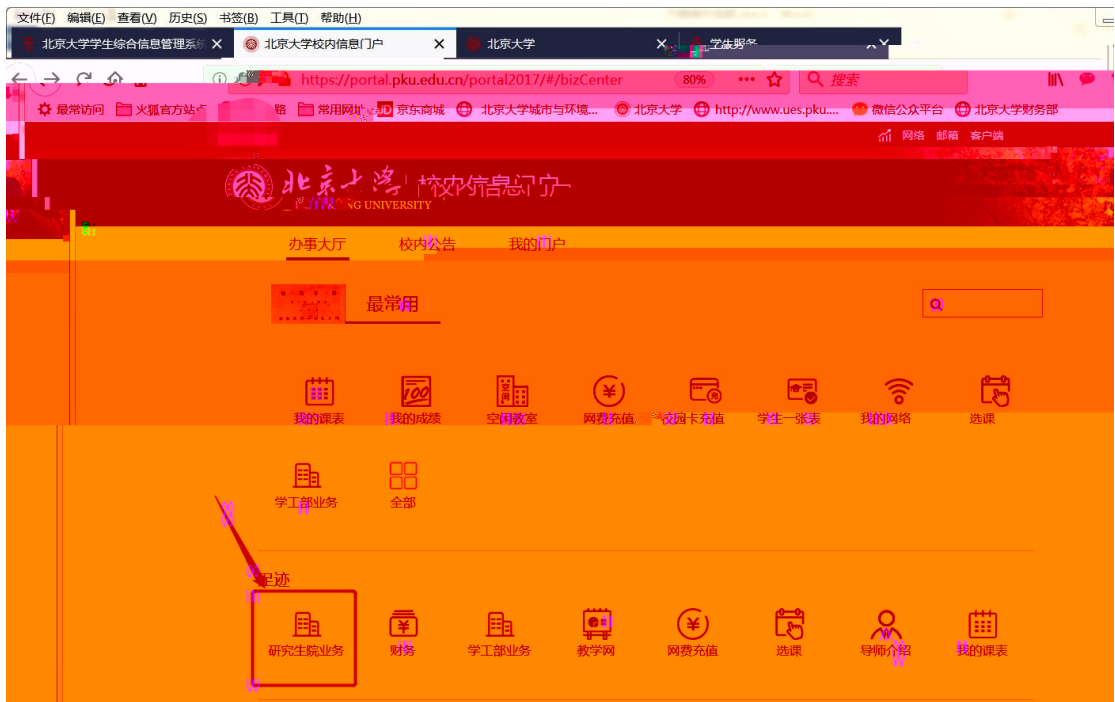 文件(F) 编辑(E) 查看(V) 历史(S) 书签(B) 工具(T) 帮助(H)
北京大学学生综合信息管理系统 北京大学校内信息门户 北京大学
https://portal.pku.edu.cn/portal2017/#/bizCenter 80% 搜索
最常访问 火狐官方站点 常用网址 JD 京东商城 北京大学城市与环境... 北京大学 http://www.ues.pku.... 微信公众平台 北京大学财务部
网络 邮箱 客户端
北京大学 校内信息门户
UNIVERSITY
办事大厅 校内公告 我的门户
最常用
我的课表 我的成绩 空闲教室 网费充值 校园卡充值 学生一张表 我的网络 选课
学工部业务 全部
足迹
研究生院业务 财务 学工部业务 教学网 网费充值 选课 导师介绍 我的课表